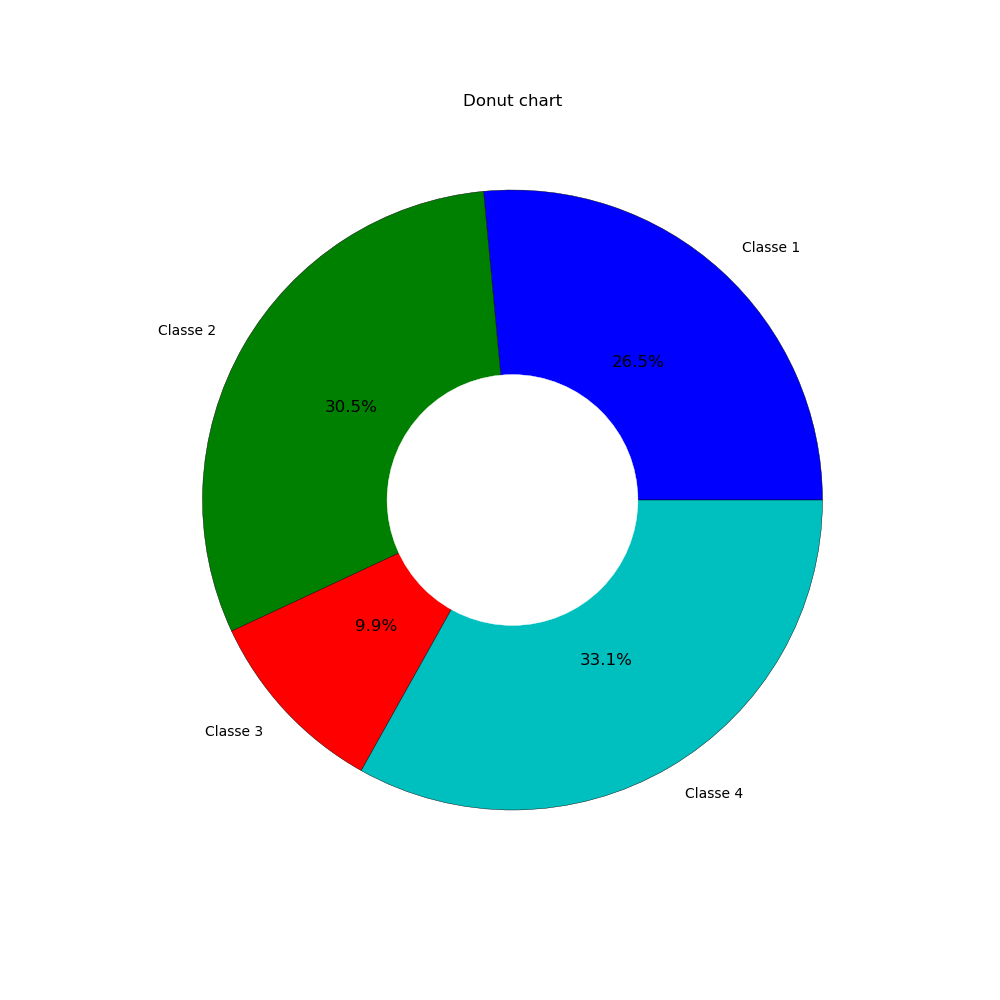 Donut chart
Classe 1
26.5%
Classe 2
30.5%
Classe 3
9.9%
Classe 4
33.1%